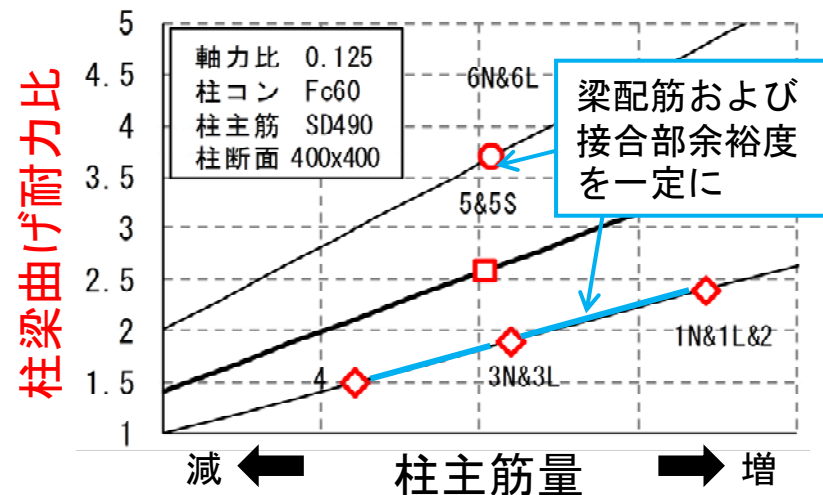 柱梁曲げ耐力比
5
4.5
4
3.5
3
2.5
2
1.5
1
軸力比 0.125
柱コン Fc60
柱主筋 SD490
柱断面 400x400
6N&6L
梁配筋および
接合部余裕度
を一定に
5&5S
1N&1L&2
3N&3L
4
減
柱主筋量
増